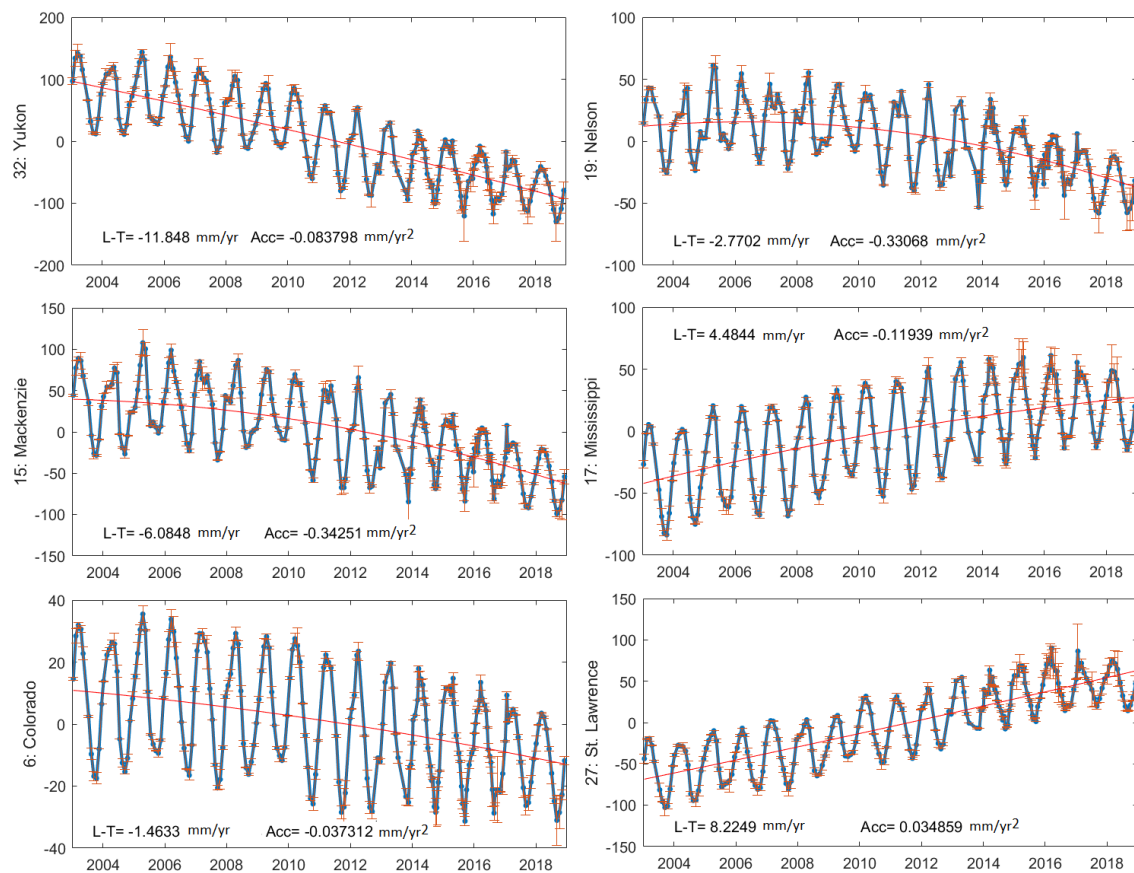 200
100
0
-100
-200
32: Yukon
L-T= -11.848 mm/yr Acc= -0.083798 mm/yr2
2004 2006 2008 2010 2012 2014 2016 2018
100
50
0
-50
-100
19: Nelson
L-T= -2.7702 mm/yr Acc= -0.33068 mm/yr2
2004 2006 2008 2010 2012 2014 2016 2018
150
100
50
0
-50
-100
-150
15: Mackenzie
L-T= -6.0848 mm/yr Acc= -0.34251 mm/yr2
2004 2006 2008 2010 2012 2014 2016 2018
100
50
0
-50
-100
17: Mississippi
L-T= 4.4844 mm/yr Acc= -0.11939 mm/yr2
2004 2006 2008 2010 2012 2014 2016 2018
40
20
0
-20
-40
6: Colorado
L-T= -1.4633 mm/yr Acc= -0.037312 mm/yr2
2004 2006 2008 2010 2012 2014 2016 2018
150
100
50
0
-50
-100
-150
27: St. Lawrence
L-T= 8.2249 mm/yr Acc= 0.034859 mm/yr2
2004 2006 2008 2010 2012 2014 2016 2018